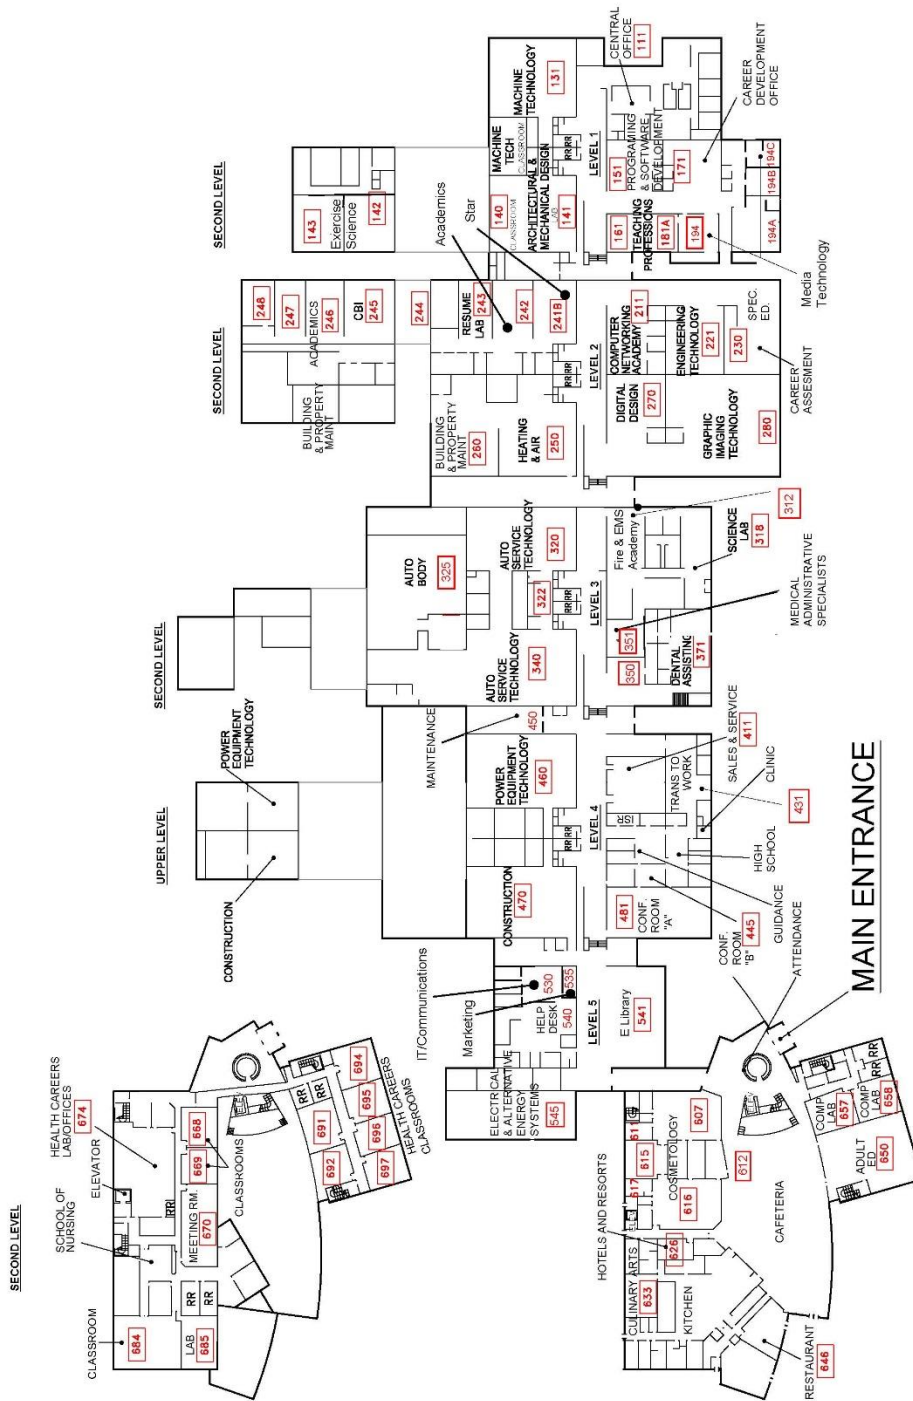 SECOND LEVEL
CLASSROOM
684
LAB
685
SCHOOL OF
NURSING
ELEVATOR
HEALTH CAREERS
LAB/OFFICES
674
RR
RR
RR
MEETING RM.
670
669
668
CLASSROOMS
ELEV
692
691
RR
RR
697
696
695
694
HEALTH CAREERS
CLASSROOMS
HOTELS AND RESORTS
CULINARY ARTS
633
626
KITCHEN
RESTAURANT
646
ELEV
617
615
611
616
COSMETOLOGY
607
612
CAFETERIA
ELEV
COMP
LAB
657
COMP
LAB
658
RR
RR
ADULT
ED
650
MAIN ENTRANCE
ATTENDANCE
GUIDANCE
CONF.
ROOM
"B"
445
HIGH
SCHOOL
CLINIC
431
SALES & SERVICE
411
TRANS TO
WORK
ISR
481
CONF.
ROOM
"A"
ELECTRICAL
& ALTERNATIVE
ENERGY
SYSTEMS
545
IT/Communications
Marketing
HELP
DESK
530
535
540
LEVEL 5
E Library
541
UPPER LEVEL
CONSTRUCTION
POWER
EQUIPMENT
TECHNOLOGY
CONSTRUCTION
470
POWER
EQUIPMENT
TECHNOLOGY
460
MAINTENANCE
450
RR
RR
LEVEL 4
SECOND LEVEL
AUTO
BODY
325
AUTO
SERVICE
TECHNOLOGY
340
AUTO
SERVICE
TECHNOLOGY
320
322
RR
RR
LEVEL 3
350
351
DENTAL
ASSISTING
371
Fire & EMS
Academy
312
SCIENCE
LAB
318
MEDICAL
ADMINISTRATIVE
SPECIALISTS
SECOND LEVEL
BUILDING
& PROPERTY
MAINT
248
247
ACADEMICS
246
CBI
245
244
BUILDING
& PROPERTY
MAINT
260
HEATING
& AIR
250
RESUME
LAB
243
242
241B
Academics
Star
RR
RR
LEVEL 2
DIGITAL
DESIGN
270
COMPUTER
NETWORKING
ACADEMY
211
ENGINEERING
TECHNOLOGY
221
230
SPEC.
ED.
GRAPHIC
IMAGING
TECHNOLOGY
280
CAREER
ASSESMENT
SECOND LEVEL
143
Exercise
Science
142
140
CLASSROOM
ARCHITECTURAL &
MECHANICAL DESIGN
LAB
141
MACHINE
TECH
CLASSROOM
MACHINE
TECHNOLOGY
131
RR
RR
LEVEL 1
161
TEACHING
PROFESSIONS
181A
194
151
PROGRAMING
& SOFTWARE
DEVELOPMENT
171
CENTRAL
OFFICE
111
CAREER
DEVELOPMENT
OFFICE
194A
194B
194C
Media
Technology